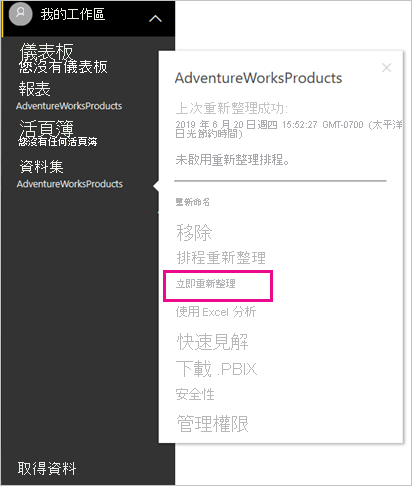 我的工作區
儀表板
您沒有儀表板
報表
AdventureWorksProducts
活頁簿
您沒有任何活頁簿
資料集
AdventureWorksProducts
取得資料
AdventureWorksProducts
上次重新整理成功:
2019 年 6 月 20 日週四 15:52:27 GMT-0700 (太平洋
日光節約時間)
未啟用重新整理排程。
重新命名
移除
排程重新整理
立即重新整理
使用 Excel 分析
快速見解
下載 .PBIX
安全性
管理權限